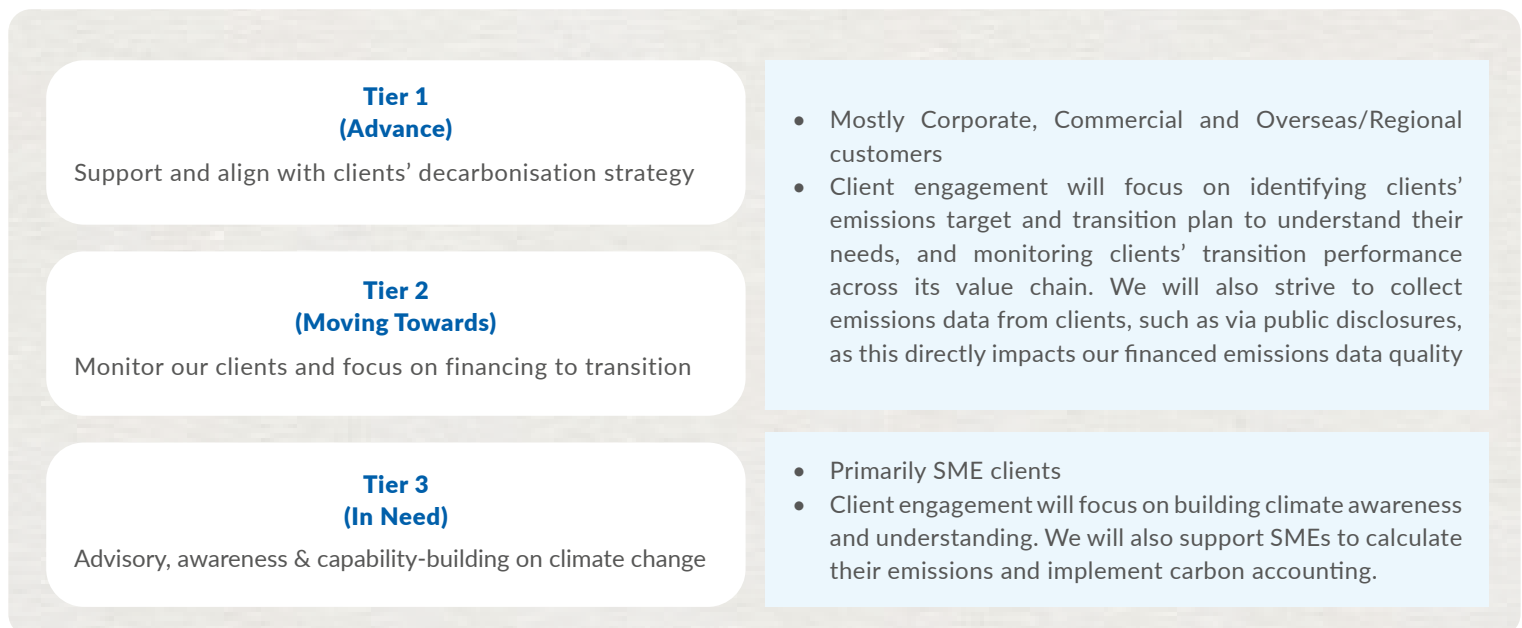 Tier 1
(Advance)
Support and align with clients’ decarbonisation strategy
Mostly Corporate, Commercial and Overseas/Regional
customers
Client engagement will focus on identifying clients’
emissions target and transition plan to understand their
needs, and monitoring clients’ transition performance
across its value chain. We will also strive to collect
emissions data from clients, such as via public disclosures,
as this directly impacts our financed emissions data quality
Tier 2
(Moving Towards)
Monitor our clients and focus on financing to transition
Tier 3
(In Need)
Advisory, awareness & capability-building on climate change
Primarily SME clients
Client engagement will focus on building climate awareness
and understanding. We will also support SMEs to calculate
their emissions and implement carbon accounting.